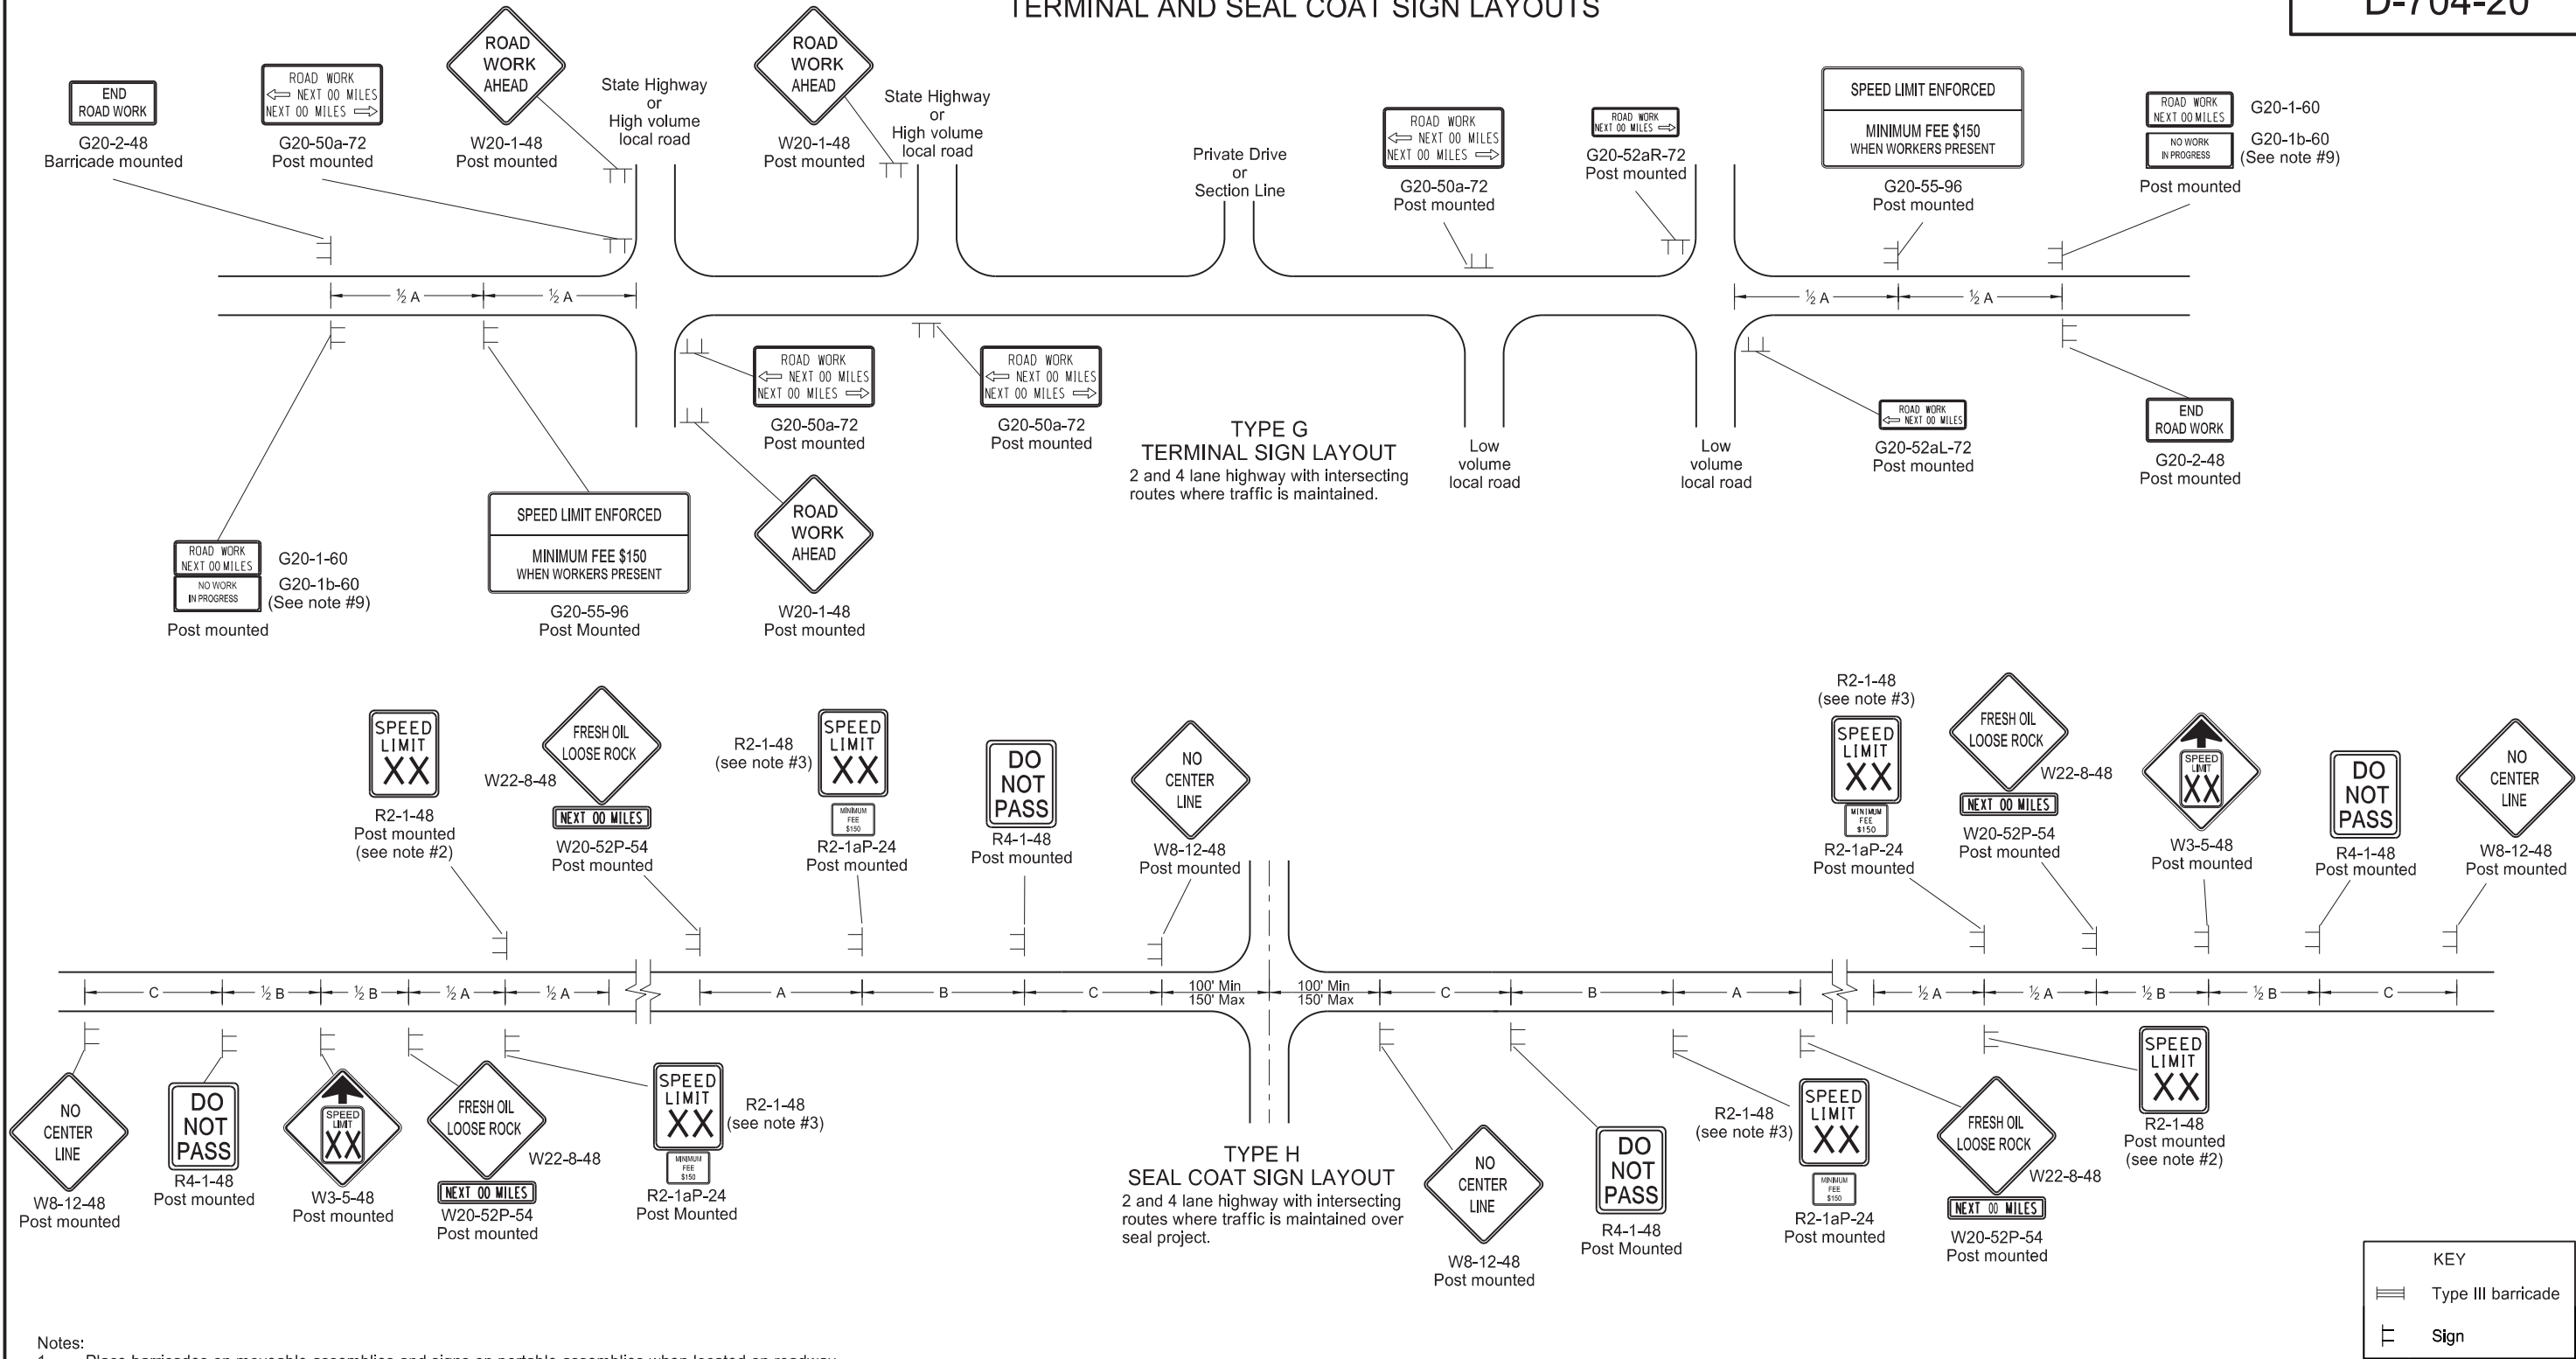 TERMINAL AND SEAL COAT SIGN LAYOUTS
D-704-20
END
ROAD WORK
G20-2-48
Barricade mounted
ROAD WORK
NEXT 00 MILES
NEXT 00 MILES
G20-50a-72
Post mounted
ROAD
WORK
AHEAD
W20-1-48
Post mounted
State Highway
or
High volume
local road
ROAD
WORK
AHEAD
W20-1-48
Post mounted
State Highway
or
High volume
local road
Private Drive
or
Section Line
ROAD WORK
NEXT 00 MILES
NEXT 00 MILES
G20-50a-72
Post mounted
ROAD WORK
NEXT 00 MILES
G20-52aR-72
Post mounted
SPEED LIMIT ENFORCED
MINIMUM FEE $150
WHEN WORKERS PRESENT
G20-55-96
Post mounted
ROAD WORK
NEXT 00 MILES
G20-1-60
NO WORK
IN PROGRESS
G20-1b-60
(See note #9)
Post mounted
½ A
½ A
½ A
½ A
ROAD WORK
NEXT 00 MILES
G20-1-60
NO WORK
IN PROGRESS
G20-1b-60
(See note #9)
Post mounted
SPEED LIMIT ENFORCED
MINIMUM FEE $150
WHEN WORKERS PRESENT
G20-55-96
Post Mounted
ROAD WORK
NEXT 00 MILES
NEXT 00 MILES
G20-50a-72
Post mounted
ROAD
WORK
AHEAD
W20-1-48
Post mounted
ROAD WORK
NEXT 00 MILES
NEXT 00 MILES
G20-50a-72
Post mounted
TYPE G
TERMINAL SIGN LAYOUT
2 and 4 lane highway with intersecting
routes where traffic is maintained.
Low
volume
local road
Low
volume
local road
ROAD WORK
NEXT 00 MILES
G20-52aL-72
Post mounted
END
ROAD WORK
G20-2-48
Post mounted
SPEED
LIMIT
XX
R2-1-48
Post mounted
(see note #2)
FRESH OIL
LOOSE ROCK
W22-8-48
NEXT 00 MILES
W20-52P-54
Post mounted
R2-1-48
(see note #3)
SPEED
LIMIT
XX
MINIMUM
FEE
$150
R2-1aP-24
Post mounted
DO
NOT
PASS
R4-1-48
Post mounted
NO
CENTER
LINE
W8-12-48
Post mounted
R2-1-48
(see note #3)
SPEED
LIMIT
XX
MINIMUM
FEE
$150
R2-1aP-24
Post mounted
FRESH OIL
LOOSE ROCK
W22-8-48
NEXT 00 MILES
W20-52P-54
Post mounted
SPEED
LIMIT
XX
W3-5-48
Post mounted
DO
NOT
PASS
R4-1-48
Post mounted
NO
CENTER
LINE
W8-12-48
Post mounted
C
½ B
½ B
½ A
½ A
A
B
C
100' Min
150' Max
100' Min
150' Max
C
B
A
½ A
½ A
½ B
½ B
C
NO
CENTER
LINE
W8-12-48
Post mounted
DO
NOT
PASS
R4-1-48
Post mounted
SPEED
LIMIT
XX
W3-5-48
Post mounted
FRESH OIL
LOOSE ROCK
W22-8-48
NEXT 00 MILES
W20-52P-54
Post mounted
SPEED
LIMIT
XX
R2-1-48
(see note #3)
MINIMUM
FEE
$150
R2-1aP-24
Post Mounted
TYPE H
SEAL COAT SIGN LAYOUT
2 and 4 lane highway with intersecting
routes where traffic is maintained over
seal project.
NO
CENTER
LINE
W8-12-48
Post mounted
DO
NOT
PASS
R4-1-48
Post Mounted
R2-1-48
(see note #3)
SPEED
LIMIT
XX
MINIMUM
FEE
$150
R2-1aP-24
Post mounted
FRESH OIL
LOOSE ROCK
W22-8-48
NEXT 00 MILES
W20-52P-54
Post mounted
SPEED
LIMIT
XX
R2-1-48
Post mounted
(see note #2)
KEY
Type III barricade
Sign
Notes:
1. Place barricades on moveable assemblies and signs on portable assemblies when located on roadway.